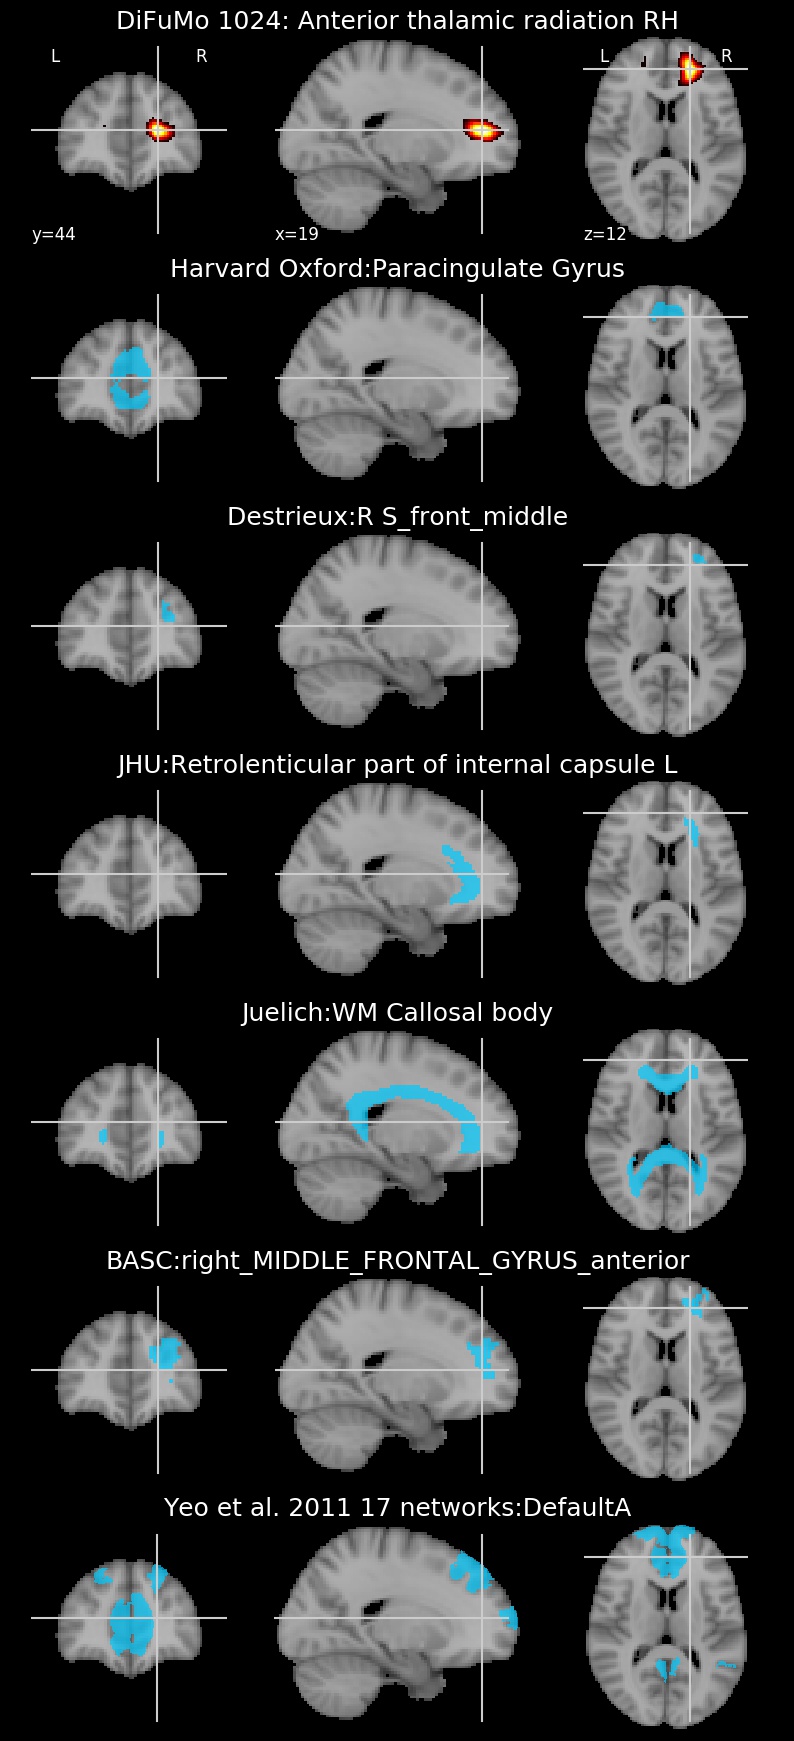 DiFuMo 1024: Anterior thalamic radiation RH
L R
L R
y=44 x=19 z=12
Harvard Oxford:Paracingulate Gyrus
Destrieux:R S_front_middle
JHU:Retrolenticular part of internal capsule L
Juelich:WM Callosal body
BASC:right_MIDDLE_FRONTAL_GYRUS_anterior
Yeo et al. 2011 17 networks:DefaultA